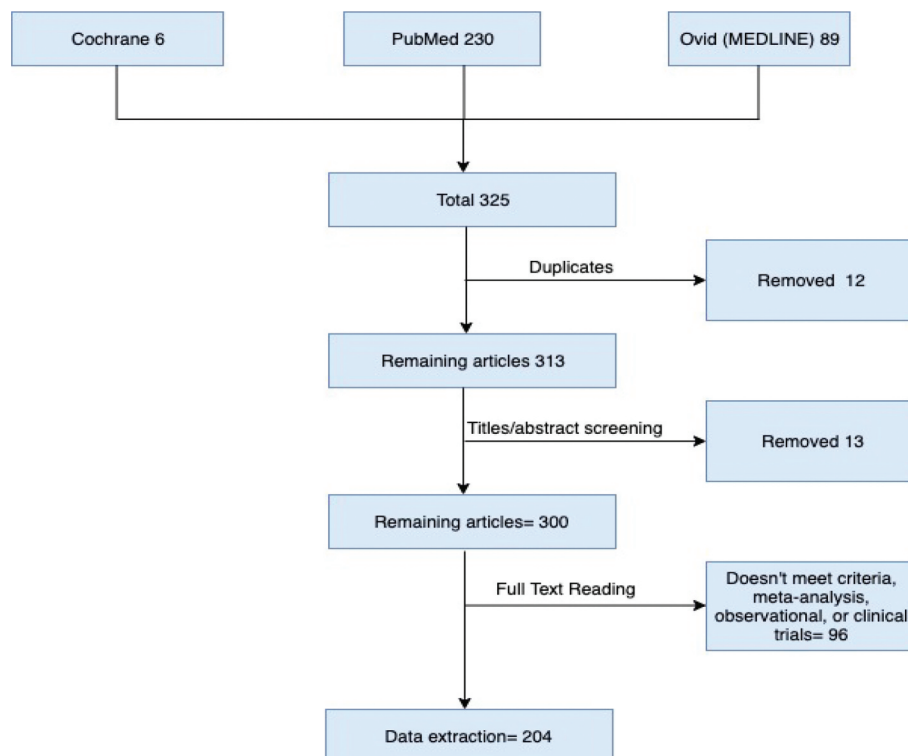 Cochrane 6
PubMed 230
Ovid (MEDLINE) 89
Total 325
Duplicates
Removed 12
Remaining articles 313
Titles/abstract screening
Removed 13
Remaining articles= 300
Full Text Reading
Doesn't meet criteria,
meta-analysis,
observational, or clinical
trials= 96
Data extraction= 204